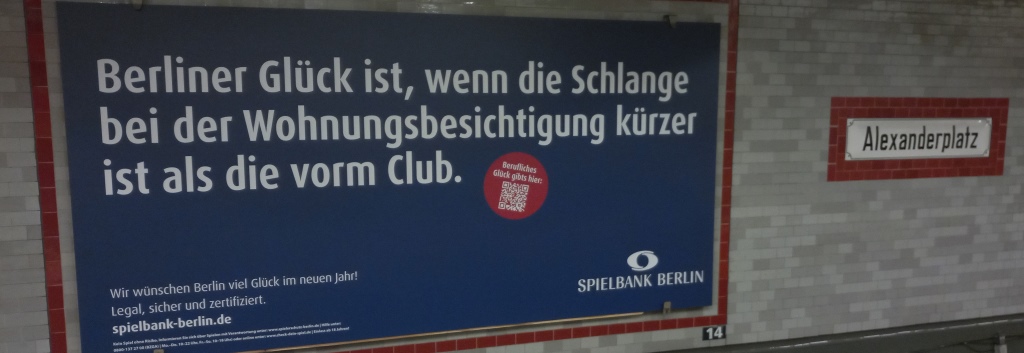 Berliner Glück ist, wenn die Schlange
bei der Wohnungsbesichtigung kürzer
ist als die vorm Club.
Berufliches
Glück gibts hier:
Wir wünschen Berlin viel Glück im neuen Jahr!
Legal, sicher und zertifiziert.
spielbank-berlin.de
SPIELBANK BERLIN
14
Alexanderplatz